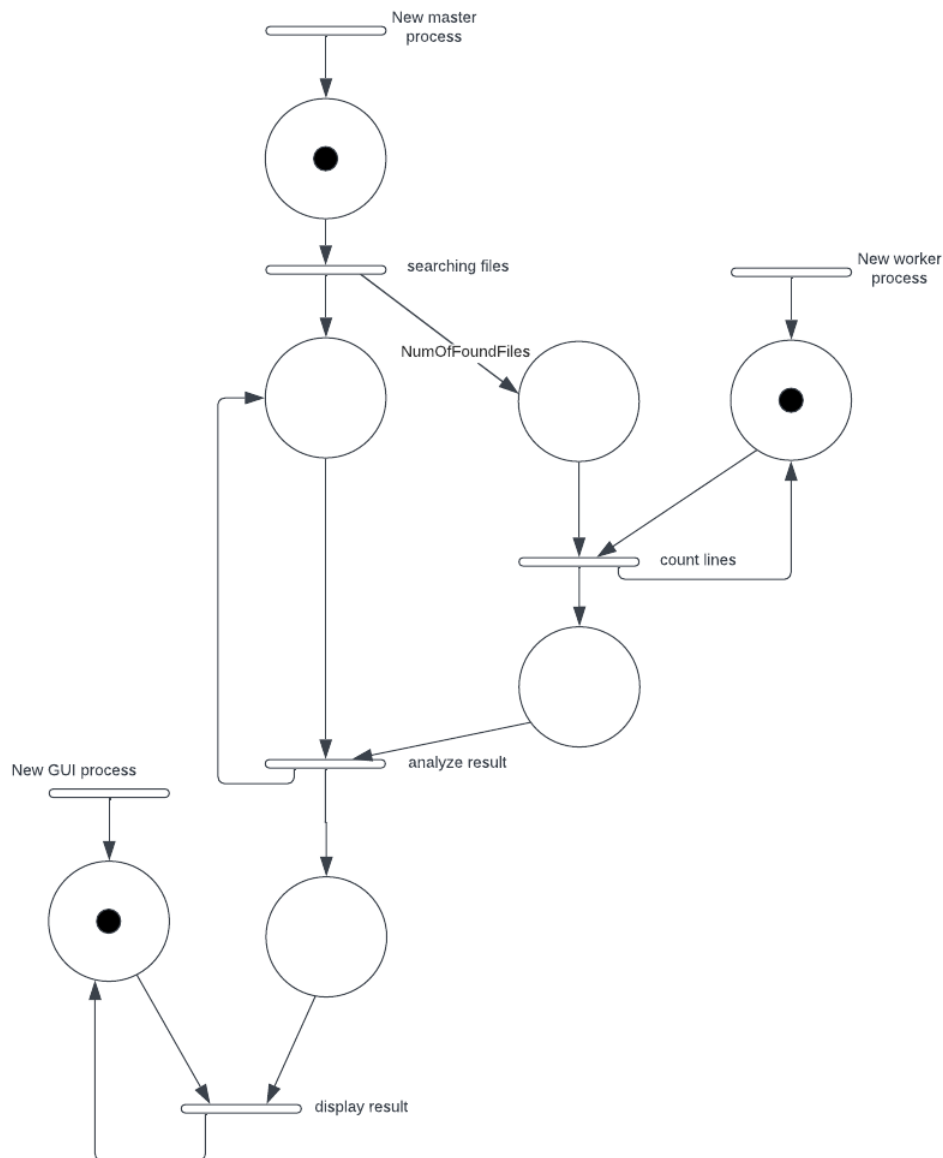 New master
process
searching files
New worker
process
NumOfFoundFiles
count lines
analyze result
New GUI process
display result